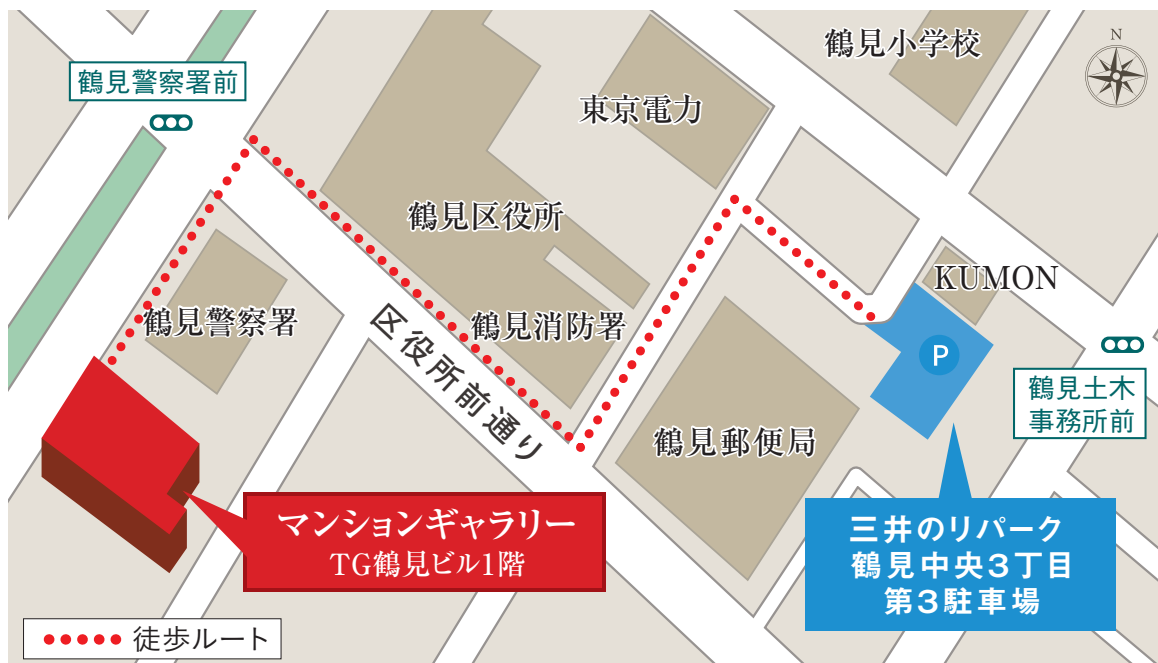 鶴見小学校
N
鶴見警察署前
東京電力
鶴見区役所
KUMON
鶴見警察署
鶴見消防署
区役所前通り
P
鶴見土木
事務所前
鶴見郵便局
マンションギャラリー
TG鶴見ビル1階
三井のリパーク
鶴見中央3丁目
第3駐車場
徒歩ルート